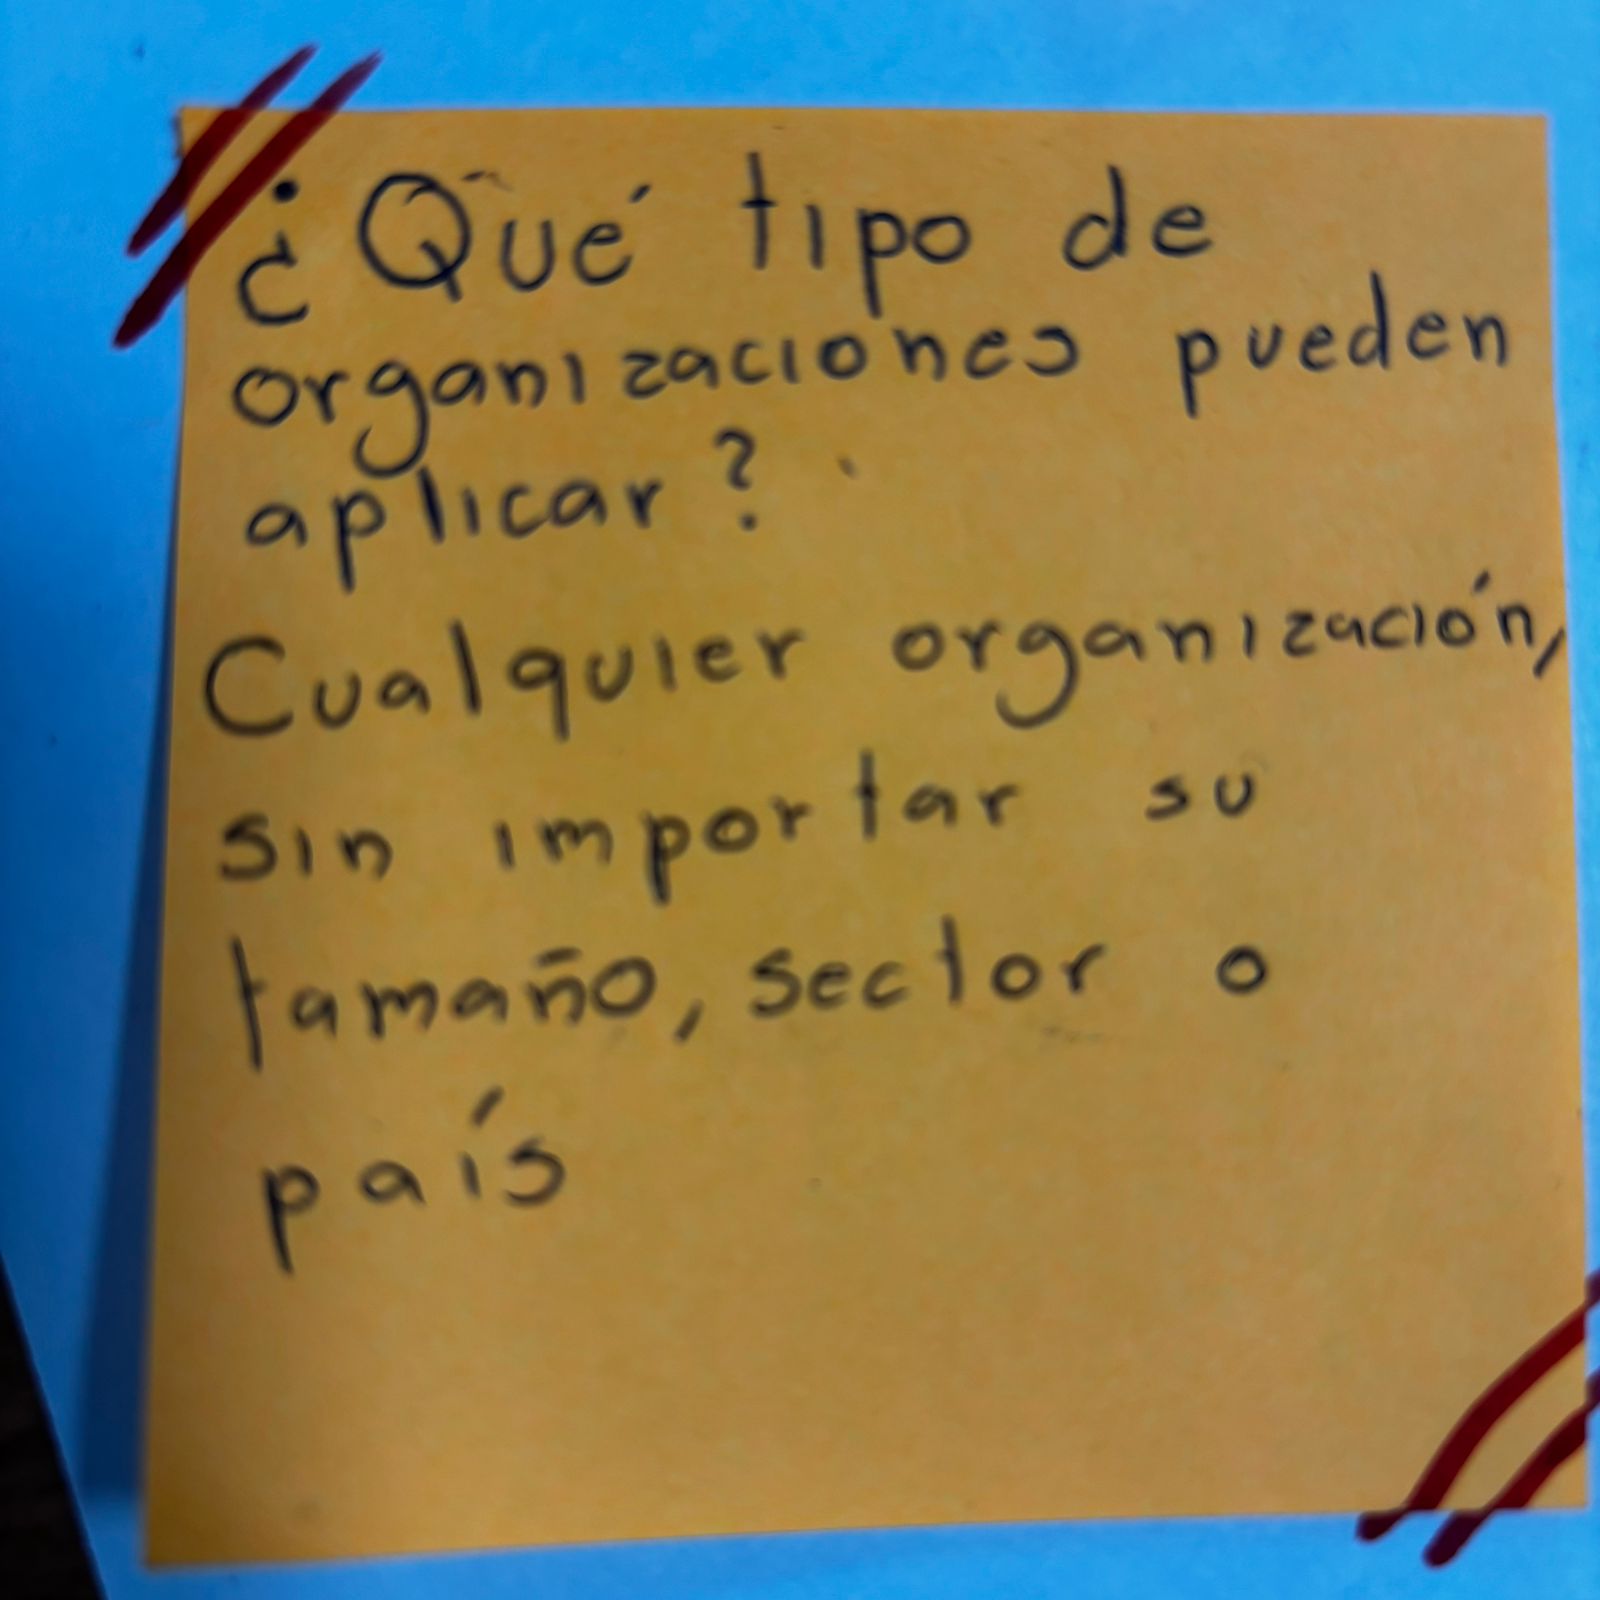 ¿Qué tipo de
organizaciones pueden
aplicar?
Cualquier organización,
sin importar su
tamaño, sector o
país